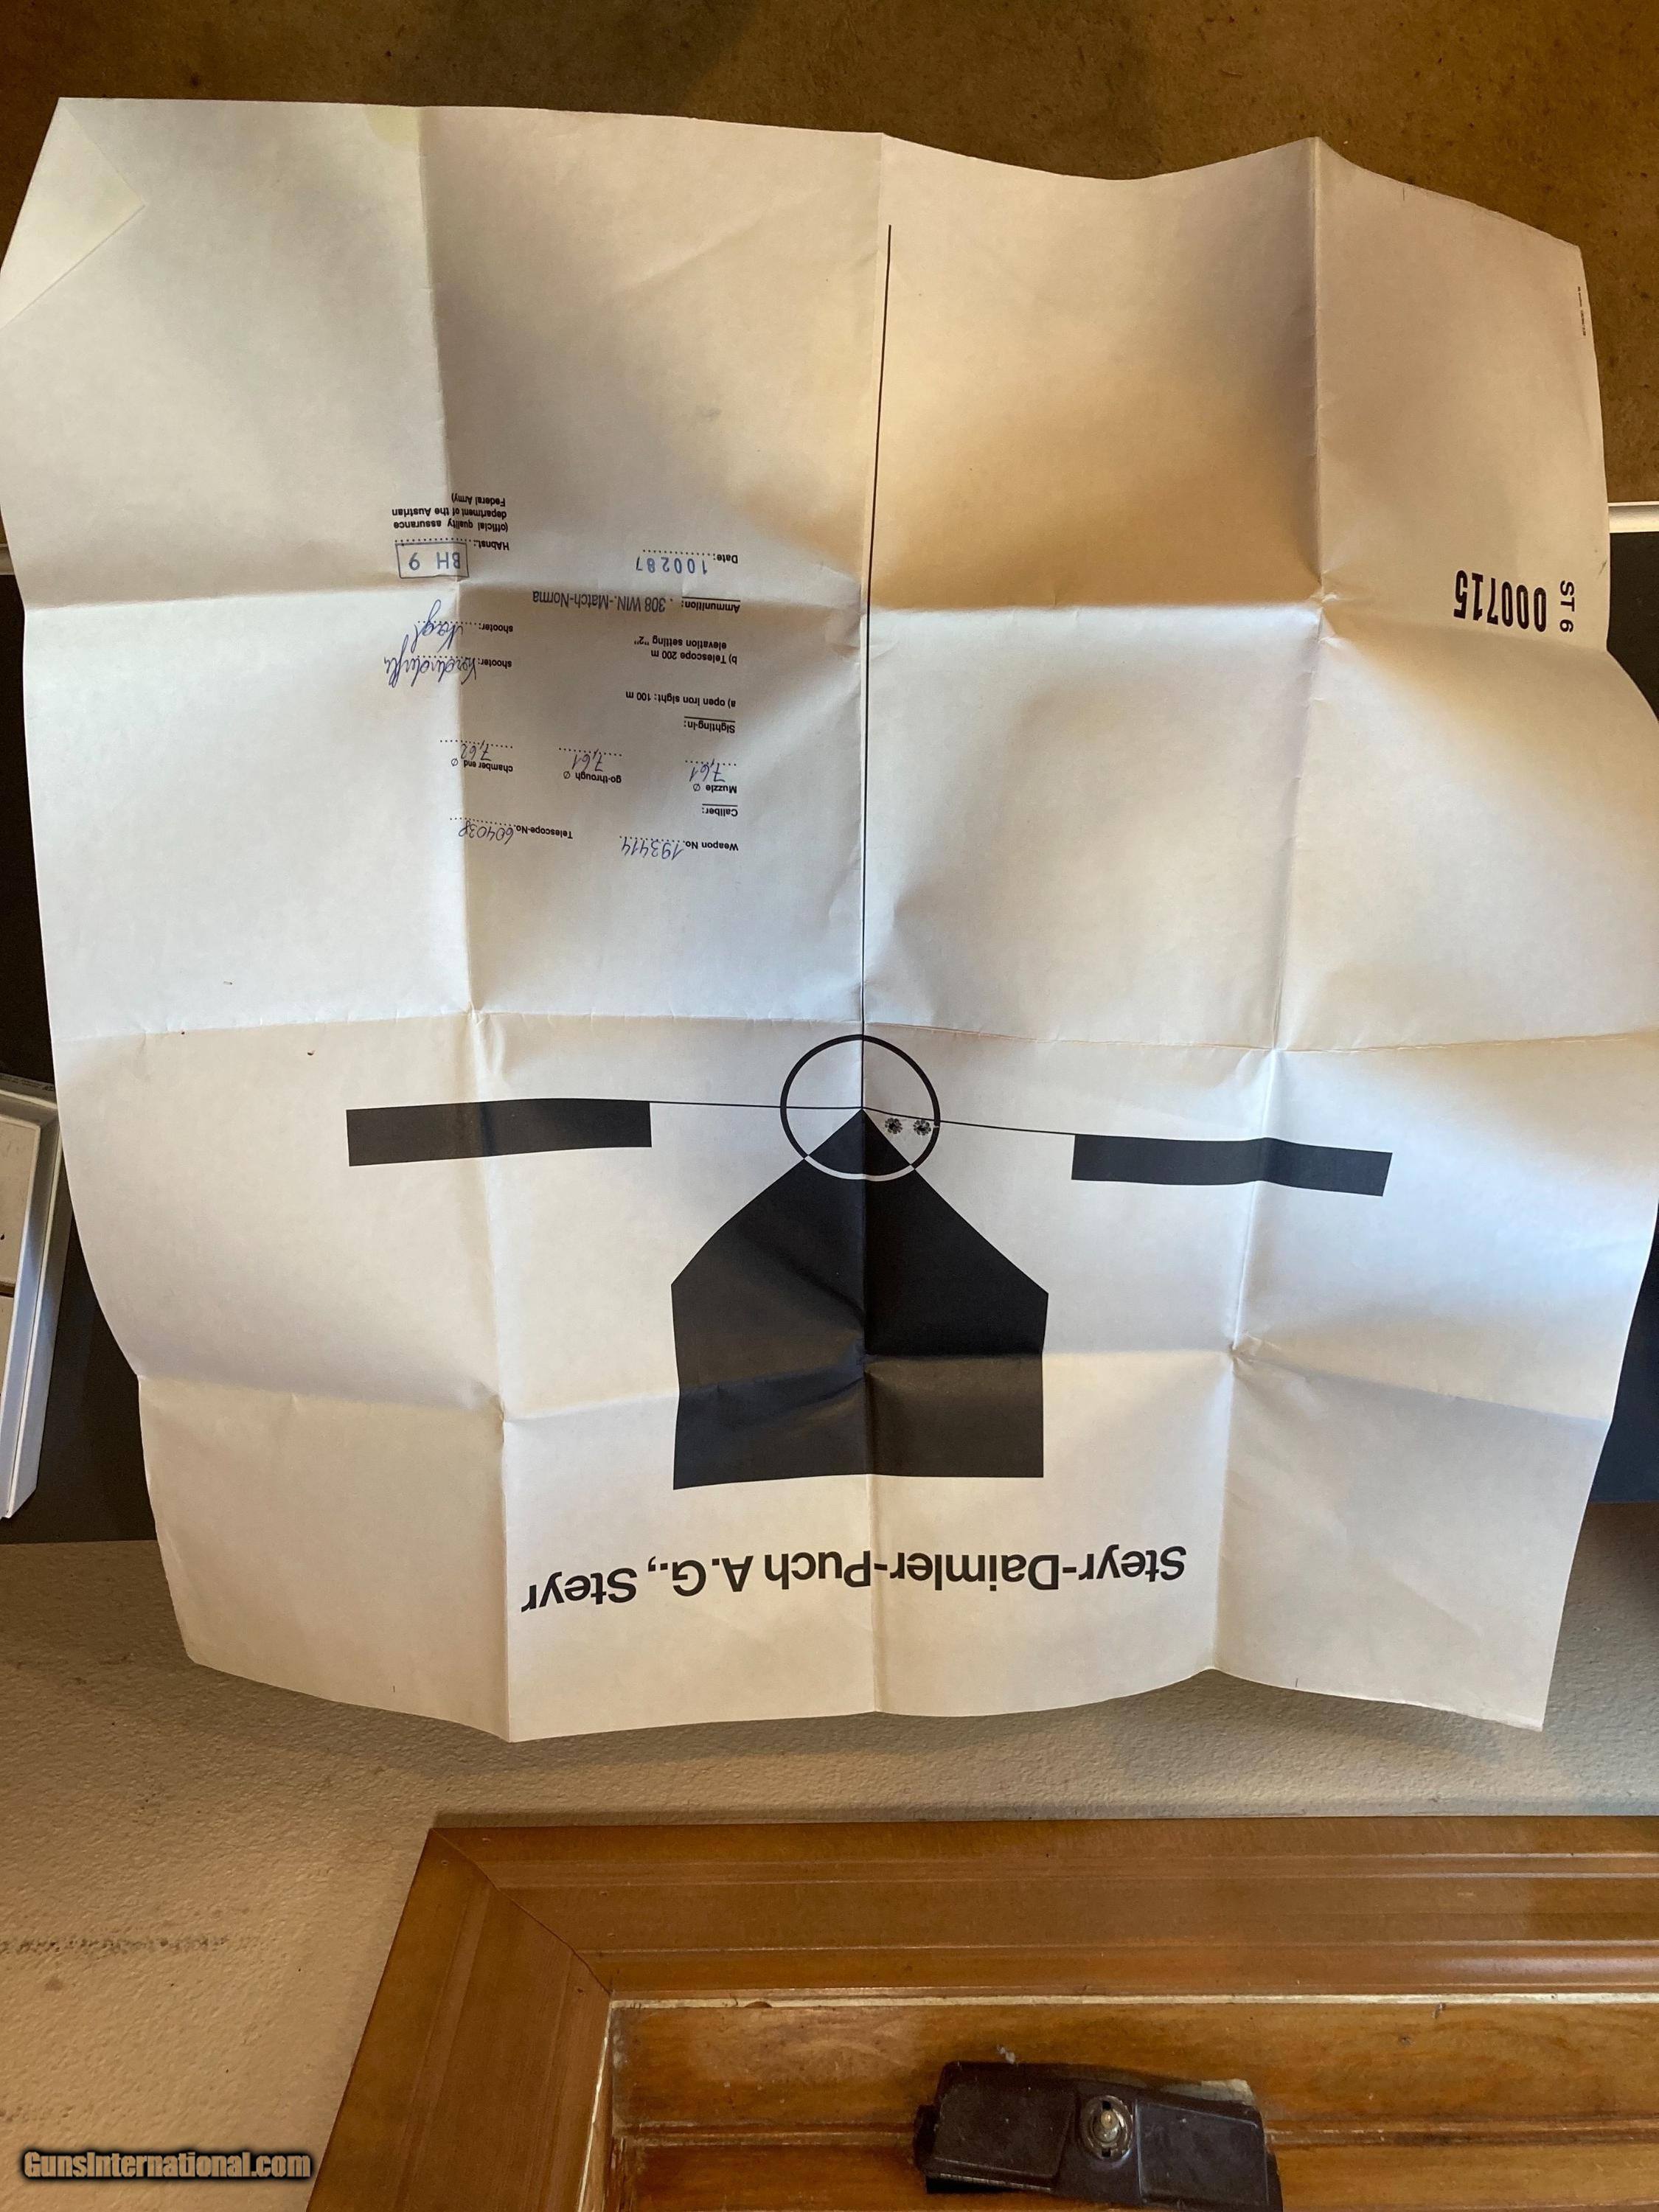 Steyr-Daimler-Puch A.G., Steyr
Weapon No. 193414 Telescope-No. 604038
Caliber:
Muzzle ∅ go-through ∅ chamber end ∅
7,61 7,61 7,62
Sighting-in:
a) open iron sight: 100 m
b) Telescope 200 m
elevation setting "2"
shooter:
shooter:
Ammunition: .308 WIN.-Match-Norma
Date: 100287
HAbnst.: BH 9
(official quality assurance
department of the Austrian
Federal Army)
ST 6
000715
GunsInternational.com